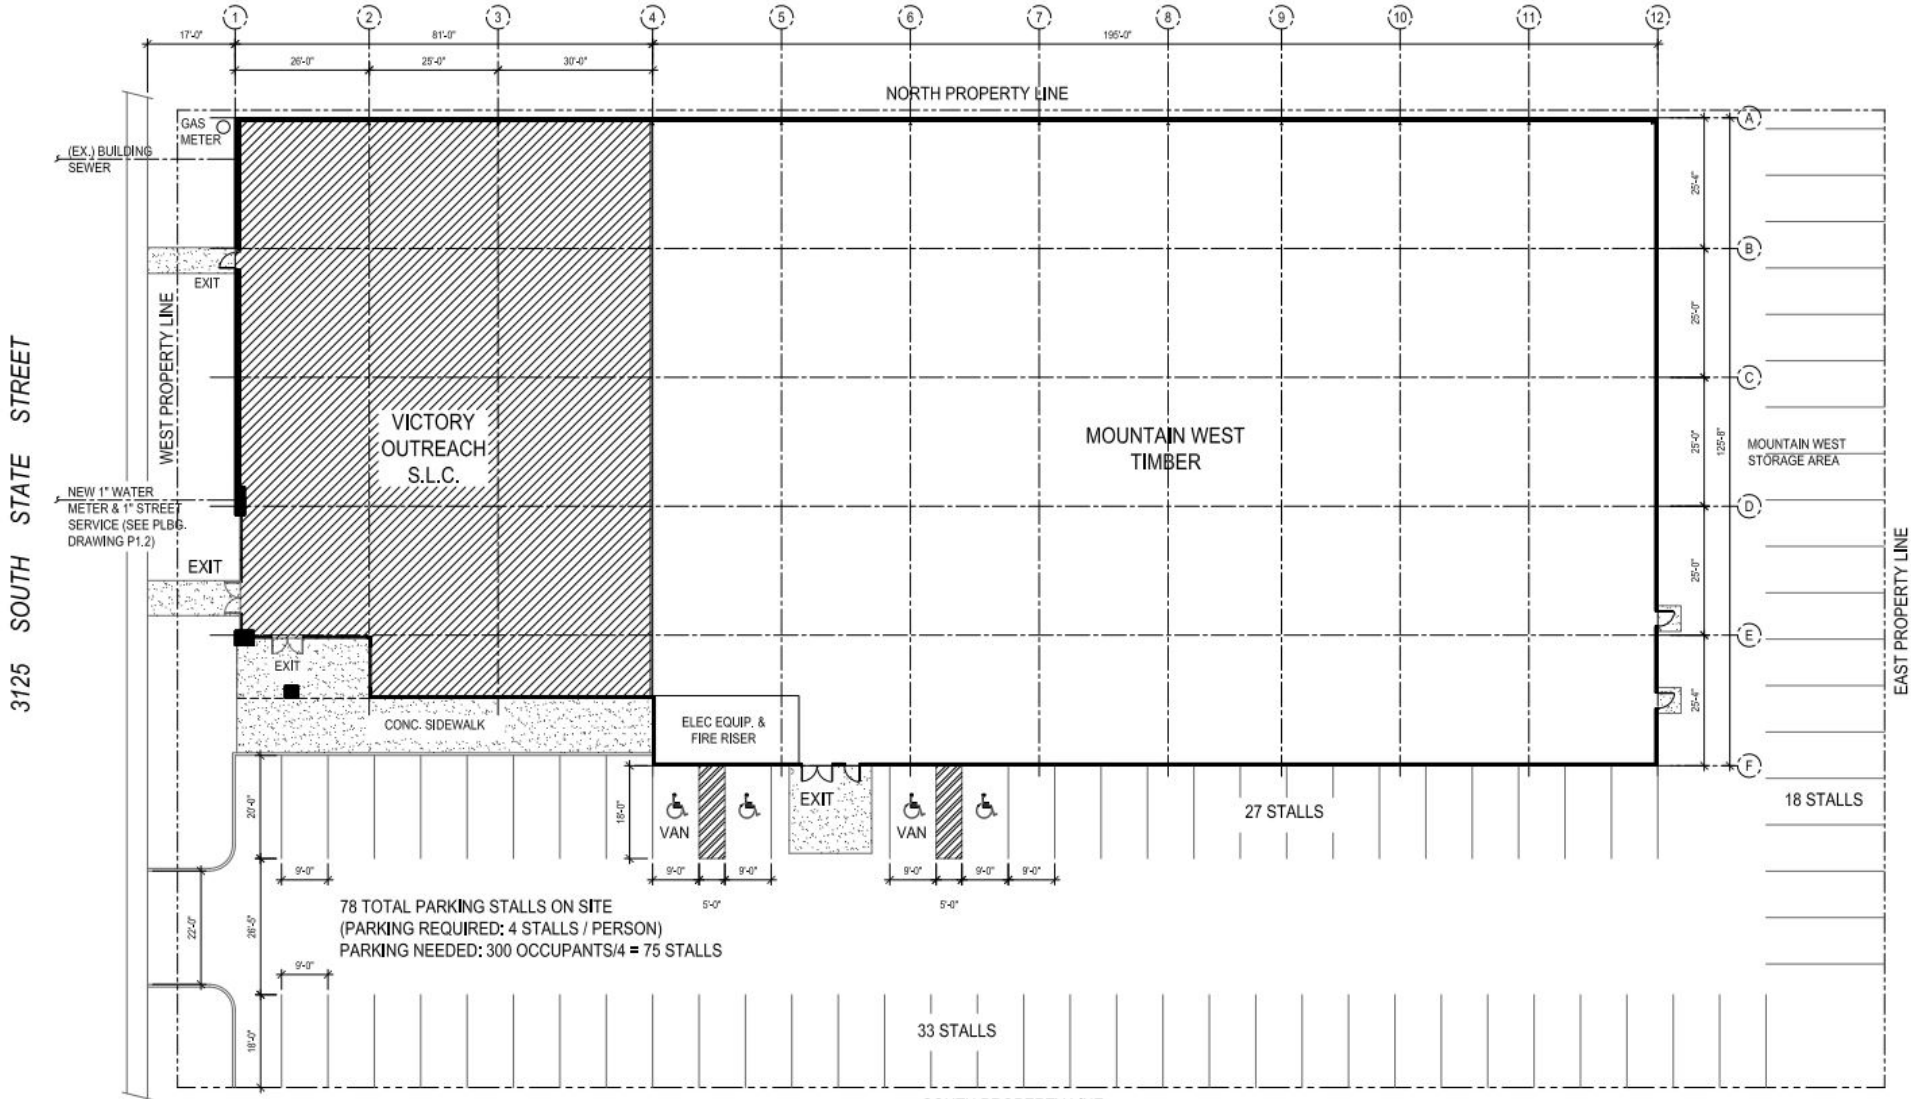 1
2
3
4
5
6
7
8
9
10
11
12
17'-0"
81'-0"
195'-0"
26'-0"
25'-0"
30'-0"
NORTH PROPERTY LINE
GAS
METER
A
(EX.) BUILDING
SEWER
25'-4"
B
EXIT
25'-0"
WEST PROPERTY LINE
3125 SOUTH STATE STREET
C
VICTORY
OUTREACH
S.L.C.
MOUNTAIN WEST
TIMBER
25'-0"
125'-8"
MOUNTAIN WEST
STORAGE AREA
NEW 1" WATER
METER & 1" STREET
SERVICE (SEE PLBG.
DRAWING P1.2)
D
EXIT
25'-0"
EAST PROPERTY LINE
E
EXIT
25'-4"
CONC. SIDEWALK
ELEC EQUIP. &
FIRE RISER
F
20'-0"
18'-0"
VAN
EXIT
VAN
27 STALLS
18 STALLS
9'-0"
9'-0"
9'-0"
9'-0"
9'-0"
9'-0"
5'-0"
5'-0"
22'-0"
26'-5"
78 TOTAL PARKING STALLS ON SITE
(PARKING REQUIRED: 4 STALLS / PERSON)
PARKING NEEDED: 300 OCCUPANTS/4 = 75 STALLS
9'-0"
18'-0"
33 STALLS